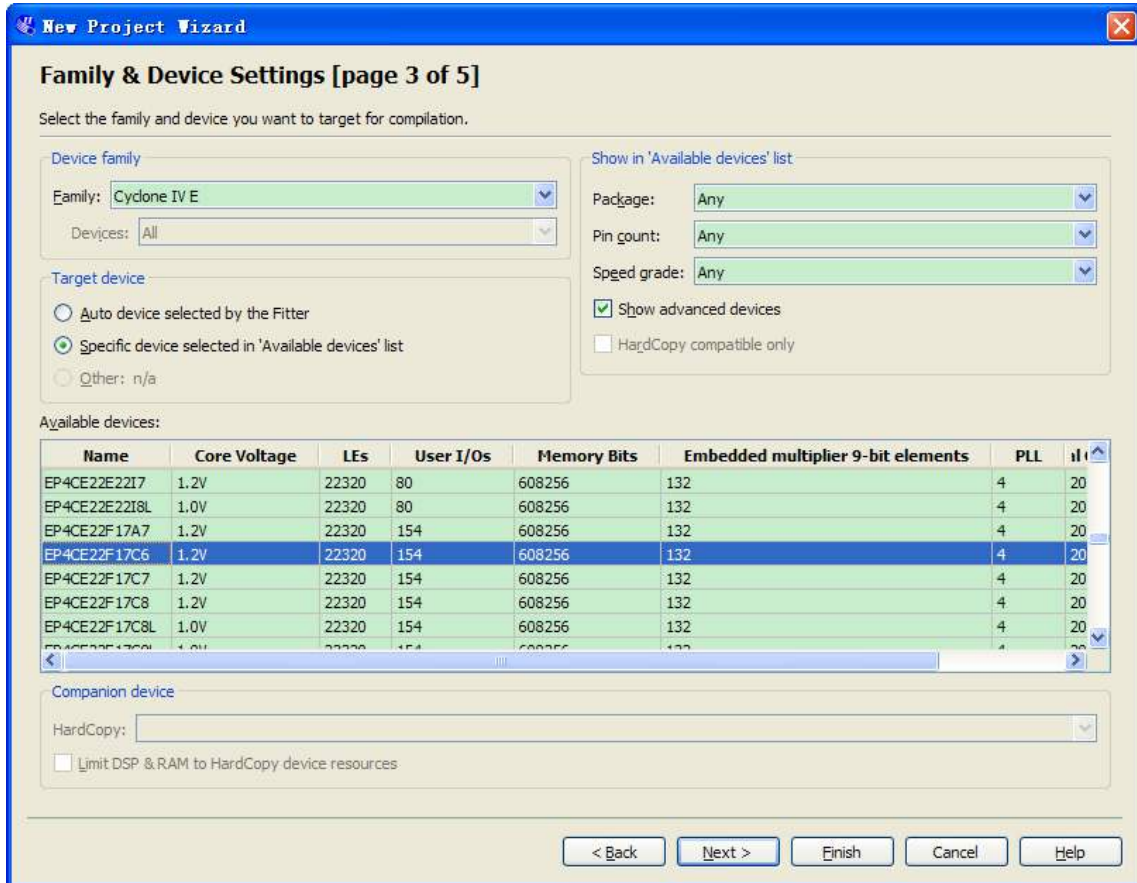 New Project Wizard
Family & Device Settings [page 3 of 5]
Select the family and device you want to target for compilation.
Device family
Family: Cyclone IV E
Devices: All
Show in 'Available devices' list
Package: Any
Pin count: Any
Speed grade: Any
Show advanced devices
HardCopy compatible only
Target device
Auto device selected by the Fitter
Specific device selected in 'Available devices' list
Other: n/a
Available devices:
Name Core Voltage LEs User I/Os Memory Bits Embedded multiplier 9-bit elements PLL
EP4CE22E22I7 1.2V 22320 80 608256 132 4 20
EP4CE22E22I8L 1.0V 22320 80 608256 132 4 20
EP4CE22F17A7 1.2V 22320 154 608256 132 4 20
EP4CE22F17C6 1.2V 22320 154 608256 132 4 20
EP4CE22F17C7 1.2V 22320 154 608256 132 4 20
EP4CE22F17C8 1.2V 22320 154 608256 132 4 20
EP4CE22F17C8L 1.0V 22320 154 608256 132 4 20
Companion device
HardCopy:
Limit DSP & RAM to HardCopy device resources
< Back Next > Finish Cancel Help